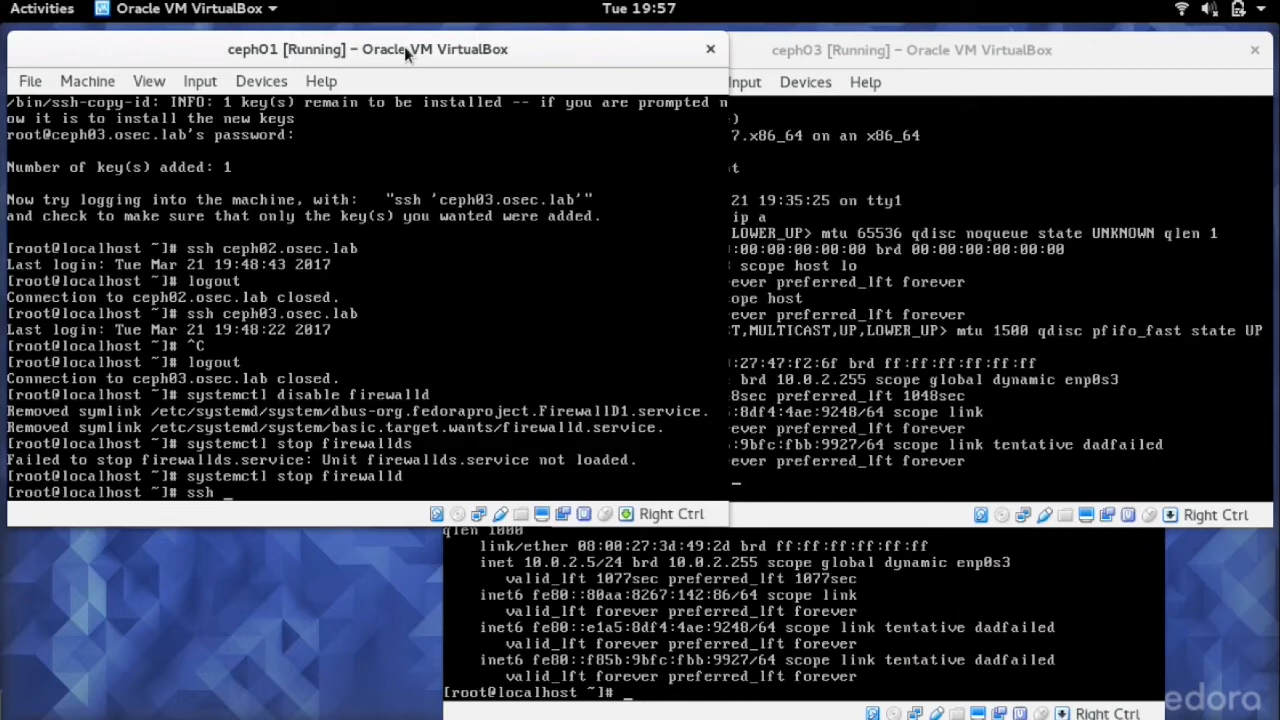 Activities Oracle VM VirtualBox Tue 19:57
ceph01 [Running] - Oracle VM VirtualBox
File Machine View Input Devices Help
/bin/ssh-copy-id: INFO: 1 key(s) remain to be installed -- if you are prompted n
ow it is to install the new keys
root@ceph03.osec.lab's password:
Number of key(s) added: 1
Now try logging into the machine, with:   "ssh 'ceph03.osec.lab'"
and check to make sure that only the key(s) you wanted were added.
[root@localhost ~]# ssh ceph02.osec.lab
Last login: Tue Mar 21 19:48:43 2017
[root@localhost ~]# logout
Connection to ceph02.osec.lab closed.
[root@localhost ~]# ssh ceph03.osec.lab
Last login: Tue Mar 21 19:48:22 2017
[root@localhost ~]# ^C
[root@localhost ~]# logout
Connection to ceph03.osec.lab closed.
[root@localhost ~]# systemctl disable firewalld
Removed symlink /etc/systemd/system/dbus-org.fedoraproject.FirewallD1.service.
Removed symlink /etc/systemd/system/basic.target.wants/firewalld.service.
[root@localhost ~]# systemctl stop firewallds
Failed to stop firewallds.service: Unit firewallds.service not loaded.
[root@localhost ~]# systemctl stop firewalld
[root@localhost ~]# ssh _
Right Ctrl
ceph03 [Running] - Oracle VM VirtualBox
nput Devices Help
)
7.x86_64 on an x86_64
t
21 19:35:25 on tty1
ip a
LOWER_UP> mtu 65536 qdisc noqueue state UNKNOWN qlen 1
:00:00:00:00:00 brd 00:00:00:00:00:00
8 scope host lo
ever preferred_lft forever
ope host
ever preferred_lft forever
T,MULTICAST,UP,LOWER_UP> mtu 1500 qdisc pfifo_fast state UP
:27:47:f2:6f brd ff:ff:ff:ff:ff:ff
brd 10.0.2.255 scope global dynamic enp0s3
8sec preferred_lft 1048sec
:8df4:4ae:9248/64 scope link
ever preferred_lft forever
:9bfc:fbb:9927/64 scope link tentative dadfailed
ever preferred_lft forever
_
Right Ctrl
qlen 1000
link/ether 08:00:27:3d:49:2d brd ff:ff:ff:ff:ff:ff
inet 10.0.2.5/24 brd 10.0.2.255 scope global dynamic enp0s3
valid_lft 1077sec preferred_lft 1077sec
inet6 fe80::80aa:8267:142:86/64 scope link
valid_lft forever preferred_lft forever
inet6 fe80::e1a5:8df4:4ae:9248/64 scope link tentative dadfailed
valid_lft forever preferred_lft forever
inet6 fe80::f85b:9bfc:fbb:9927/64 scope link tentative dadfailed
valid_lft forever preferred_lft forever
[root@localhost ~]# _
Right Ctrl
edora